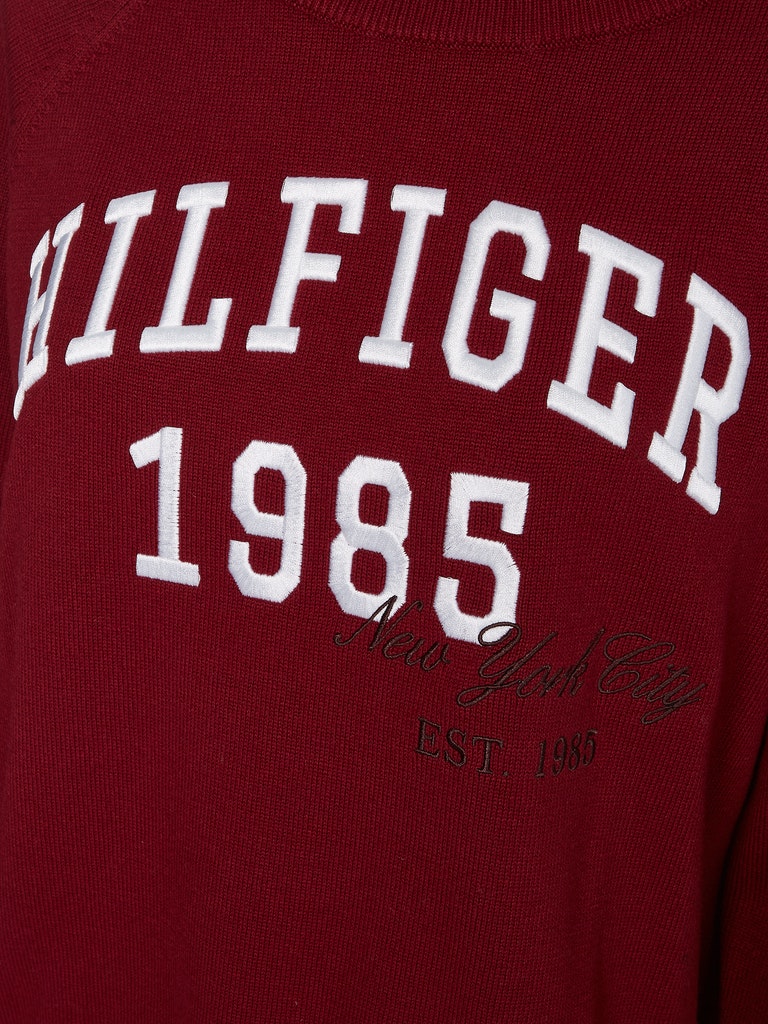 HILFIGER
1985
New York City
EST. 1985